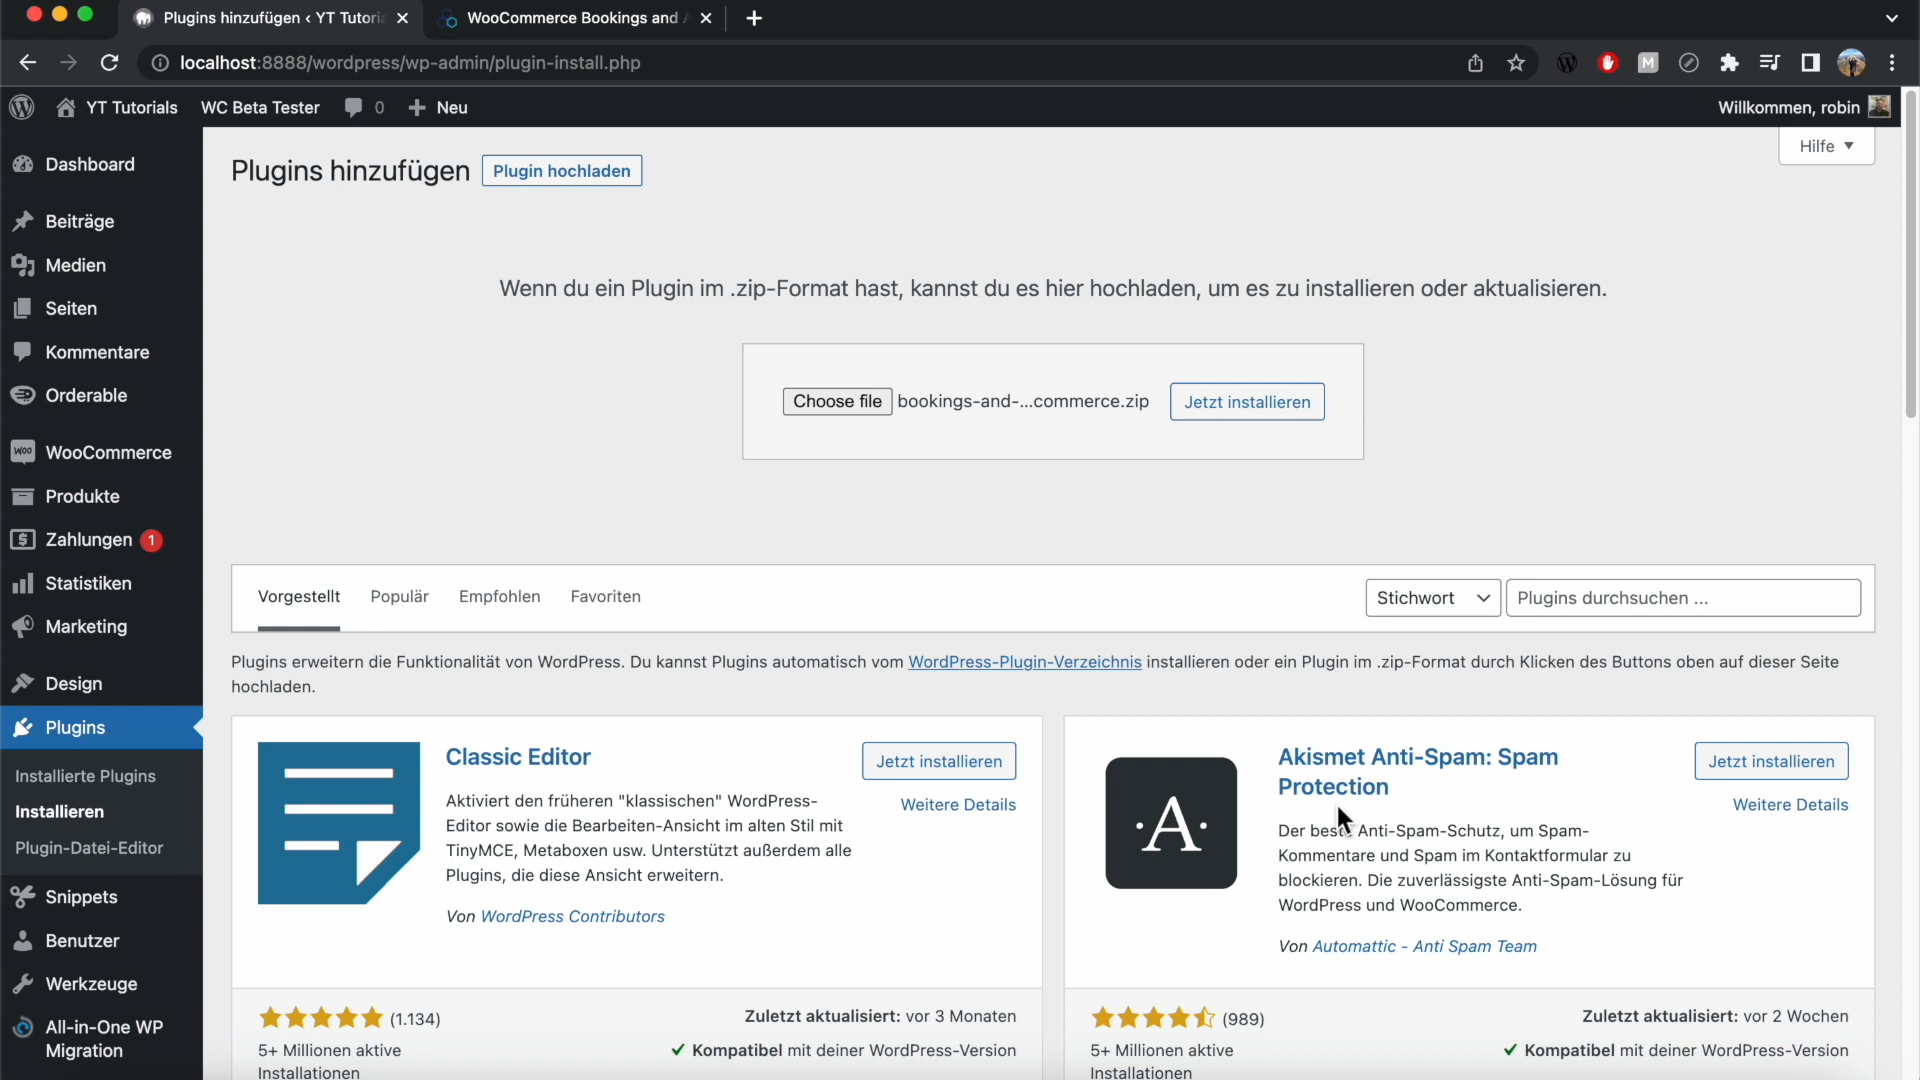 Plugins hinzufügen ‹ YT Tutoria
WooCommerce Bookings and A
localhost:8888/wordpress/wp-admin/plugin-install.php
M
YT Tutorials
WC Beta Tester
0
Neu
Willkommen, robin
Hilfe
Dashboard
Beiträge
Medien
Seiten
Kommentare
Orderable
WOO
WooCommerce
Produkte
Zahlungen 1
Statistiken
Marketing
Design
Plugins
Installierte Plugins
Installieren
Plugin-Datei-Editor
Snippets
Benutzer
Werkzeuge
All-in-One WP
Migration
Plugins hinzufügen
Plugin hochladen
Wenn du ein Plugin im .zip-Format hast, kannst du es hier hochladen, um es zu installieren oder aktualisieren.
Choose file bookings-and-...commerce.zip
Jetzt installieren
Vorgestellt
Populär
Empfohlen
Favoriten
Stichwort
Plugins durchsuchen ...
Plugins erweitern die Funktionalität von WordPress. Du kannst Plugins automatisch vom WordPress-Plugin-Verzeichnis installieren oder ein Plugin im .zip-Format durch Klicken des Buttons oben auf dieser Seite
hochladen.
Classic Editor
Jetzt installieren
Weitere Details
Aktiviert den früheren "klassischen" WordPress-
Editor sowie die Bearbeiten-Ansicht im alten Stil mit
TinyMCE, Metaboxen usw. Unterstützt außerdem alle
Plugins, die diese Ansicht erweitern.
Von WordPress Contributors
(1.134)
5+ Millionen aktive
Installationen
Zuletzt aktualisiert: vor 3 Monaten
✓ Kompatibel mit deiner WordPress-Version
·A·
Akismet Anti-Spam: Spam
Protection
Jetzt installieren
Weitere Details
Der beste Anti-Spam-Schutz, um Spam-
Kommentare und Spam im Kontaktformular zu
blockieren. Die zuverlässigste Anti-Spam-Lösung für
WordPress und WooCommerce.
Von Automattic - Anti Spam Team
(989)
5+ Millionen aktive
Installationen
Zuletzt aktualisiert: vor 2 Wochen
✓ Kompatibel mit deiner WordPress-Version